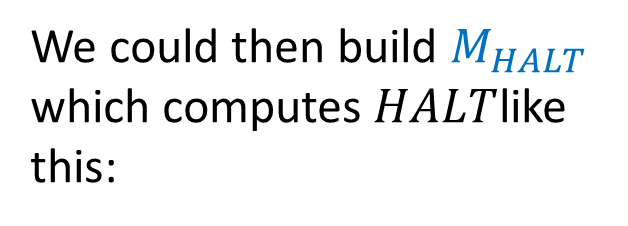 We could then build M_HALT
which computes HALT like
this: